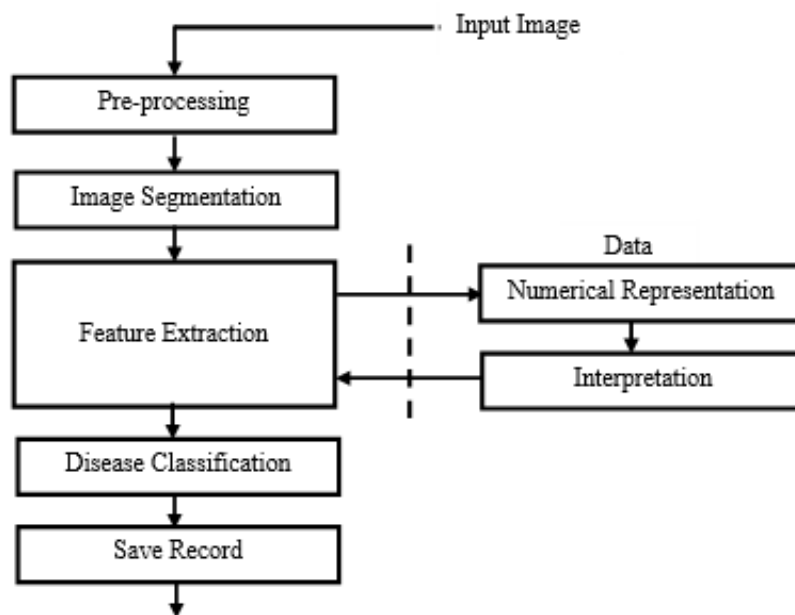 Input Image
Pre-processing
Image Segmentation
Data
Numerical Representation
Feature Extraction
Interpretation
Disease Classification
Save Record